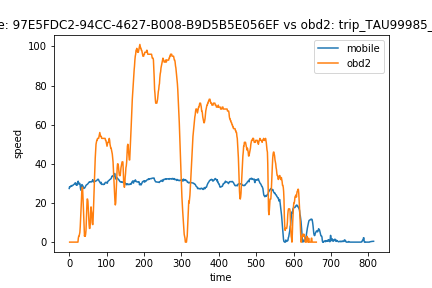 e: 97E5FDC2-94CC-4627-B008-B9D5B5E056EF vs obd2: trip_TAU99985_
mobile
obd2
100
80
60
40
20
0
speed
0 100 200 300 400 500 600 700 800
time